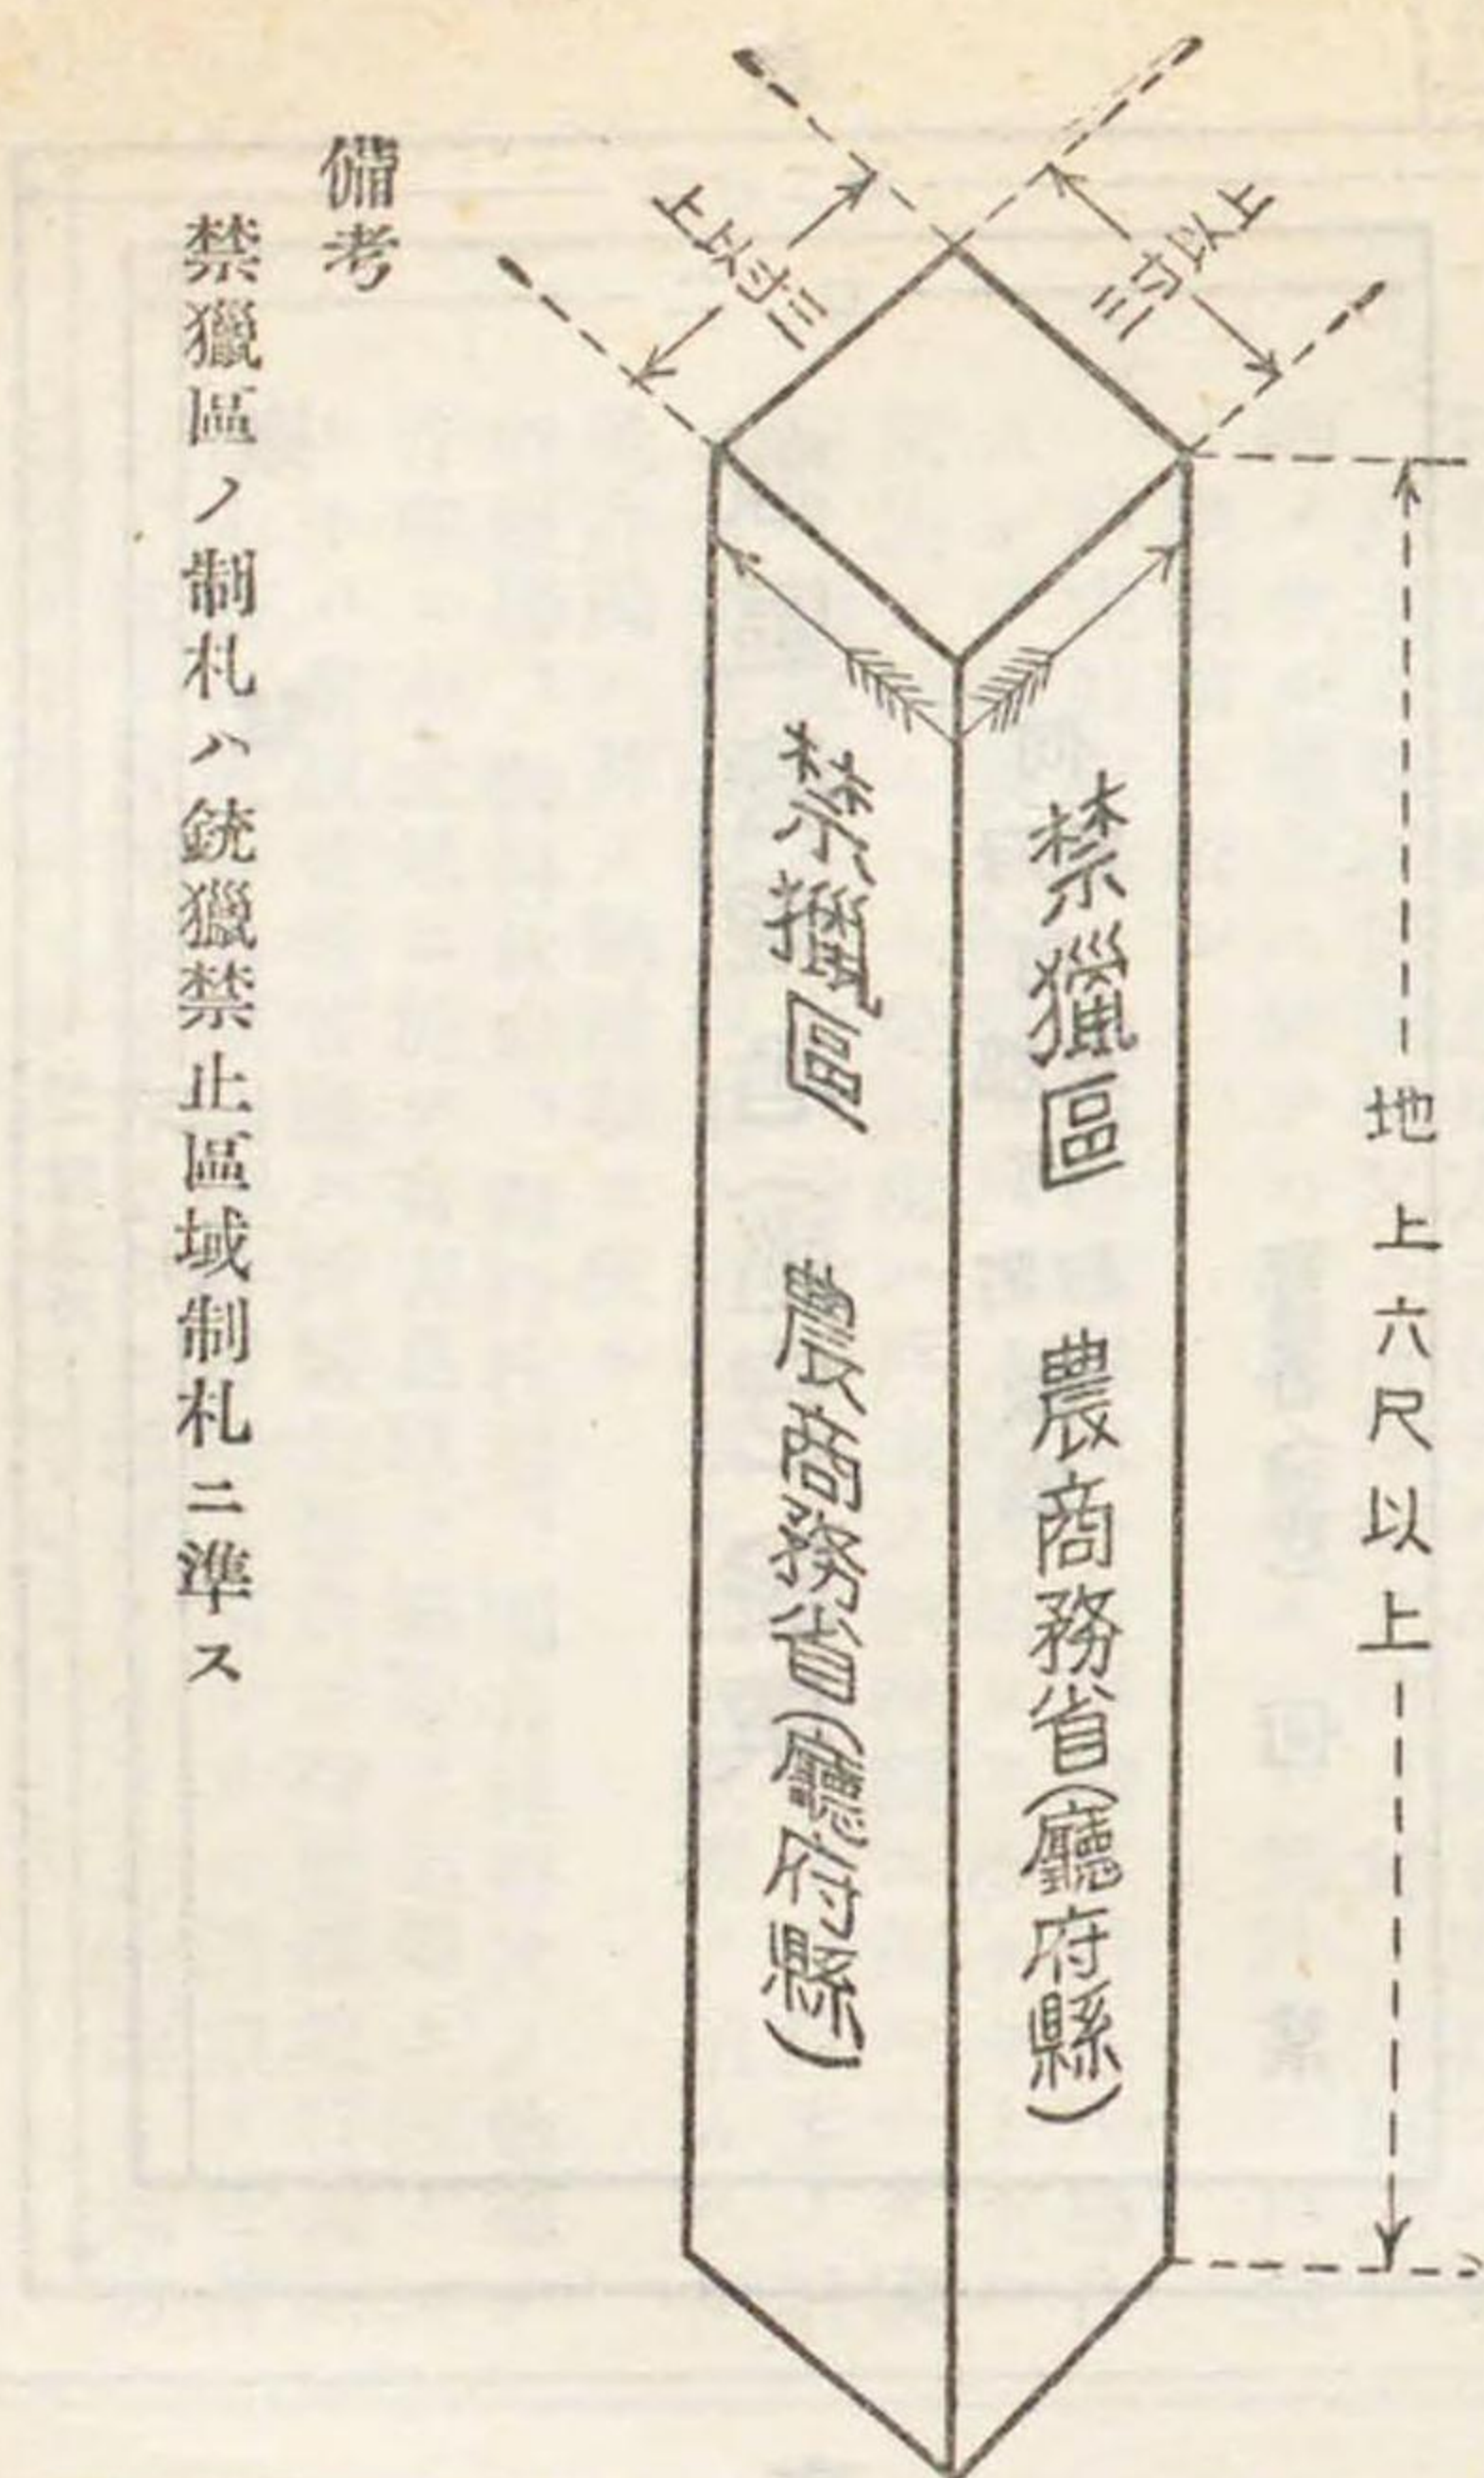 地上六尺以上
三寸以上
三寸以上
禁獵區　農商務省(廳府縣)
禁獵區　農商務省(廳府縣)
備考
禁獵區ノ制札ハ銃獵禁止區域制札ニ準ス